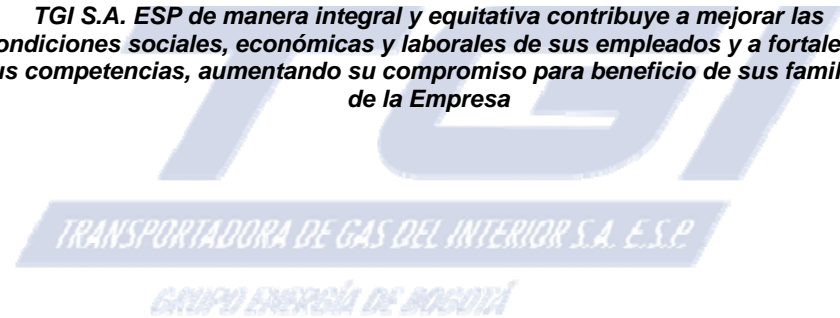 TGI S.A. ESP de manera integral y equitativa contribuye a mejorar las
ondiciones sociales, económicas y laborales de sus empleados y a fortale
us competencias, aumentando su compromiso para beneficio de sus famil
de la Empresa
TGI
TRANSPORTADORA DE GAS DEL INTERIOR S.A. E.S.P.
GRUPO ENERGÍA DE BOGOTÁ